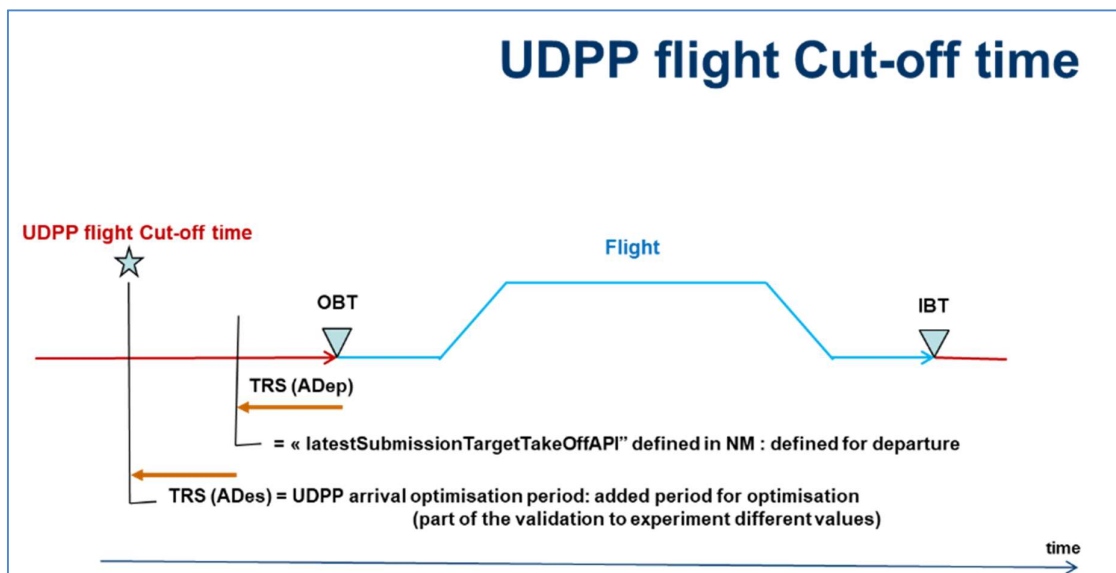 UDPP flight Cut-off time
UDPP flight Cut-off time
Flight
OBT
IBT
TRS (ADep)
= « latestSubmissionTargetTakeOffAPI” defined in NM : defined for departure
TRS (ADes) = UDPP arrival optimisation period: added period for optimisation
(part of the validation to experiment different values)
time